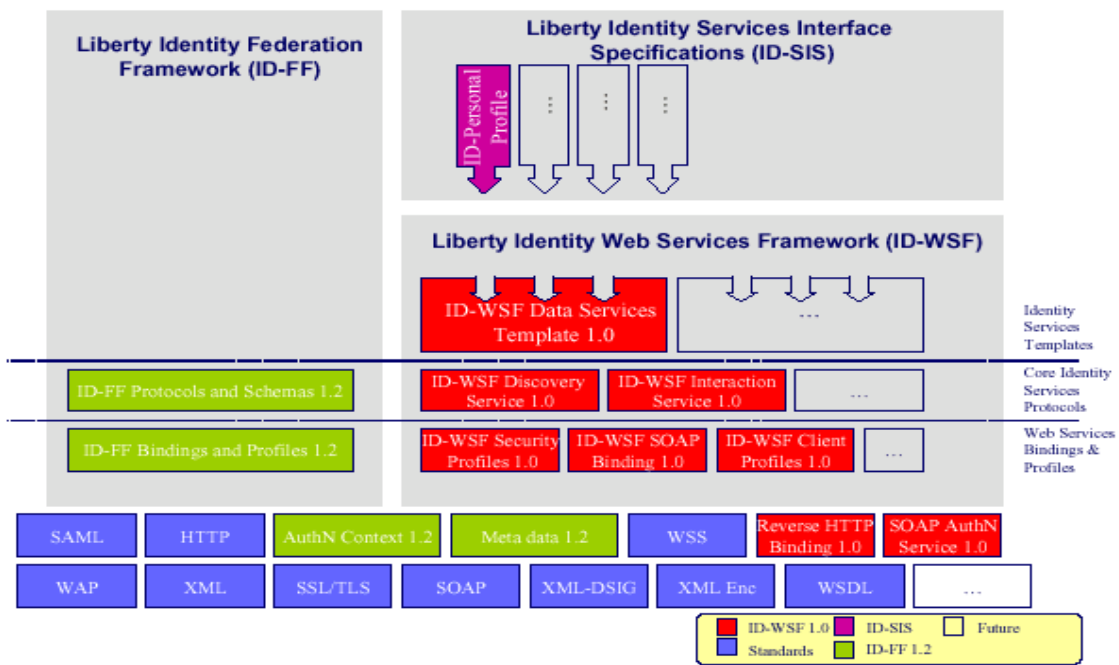 Liberty Identity Federation
Framework (ID-FF)
Liberty Identity Services Interface
Specifications (ID-SIS)
ID-Personal
Profile
...
...
...
Liberty Identity Web Services Framework (ID-WSF)
ID-WSF Data Services
Template 1.0
...
Identity
Services
Templates
ID-FF Protocols and Schemas 1.2
ID-WSF Discovery
Service 1.0
ID-WSF Interaction
Service 1.0
...
Core Identity
Services
Protocols
ID-FF Bindings and Profiles 1.2
ID-WSF Security
Profiles 1.0
ID-WSF SOAP
Binding 1.0
ID-WSF Client
Profiles 1.0
...
Web Services
Bindings &
Profiles
SAML
HTTP
AuthN Context 1.2
Meta data 1.2
WSS
Reverse HTTP
Binding 1.0
SOAP AuthN
Service 1.0
WAP
XML
SSL/TLS
SOAP
XML-DSIG
XML Enc
WSDL
...
ID-WSF 1.0
ID-SIS
Future
Standards
ID-FF 1.2